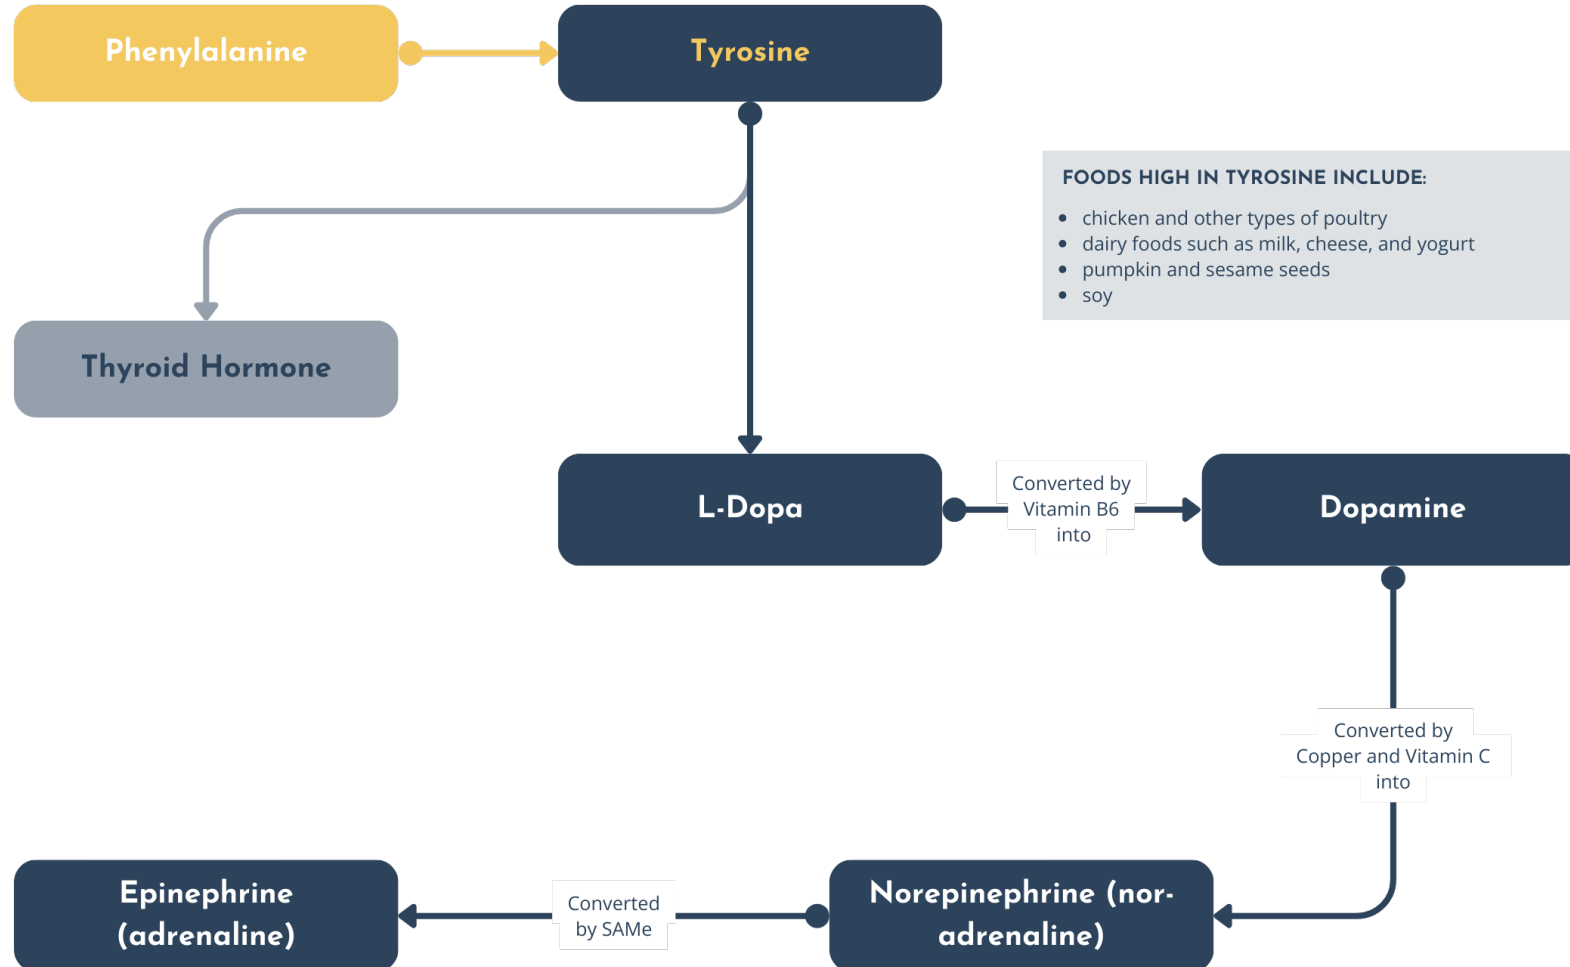 Phenylalanine
Tyrosine
FOODS HIGH IN TYROSINE INCLUDE:
• chicken and other types of poultry
• dairy foods such as milk, cheese, and yogurt
• pumpkin and sesame seeds
• soy
Thyroid Hormone
L-Dopa
Converted by
Vitamin B6
into
Dopamine
Converted by
Copper and Vitamin C
into
Norepinephrine (nor-
adrenaline)
Converted
by SAMe
Epinephrine
(adrenaline)